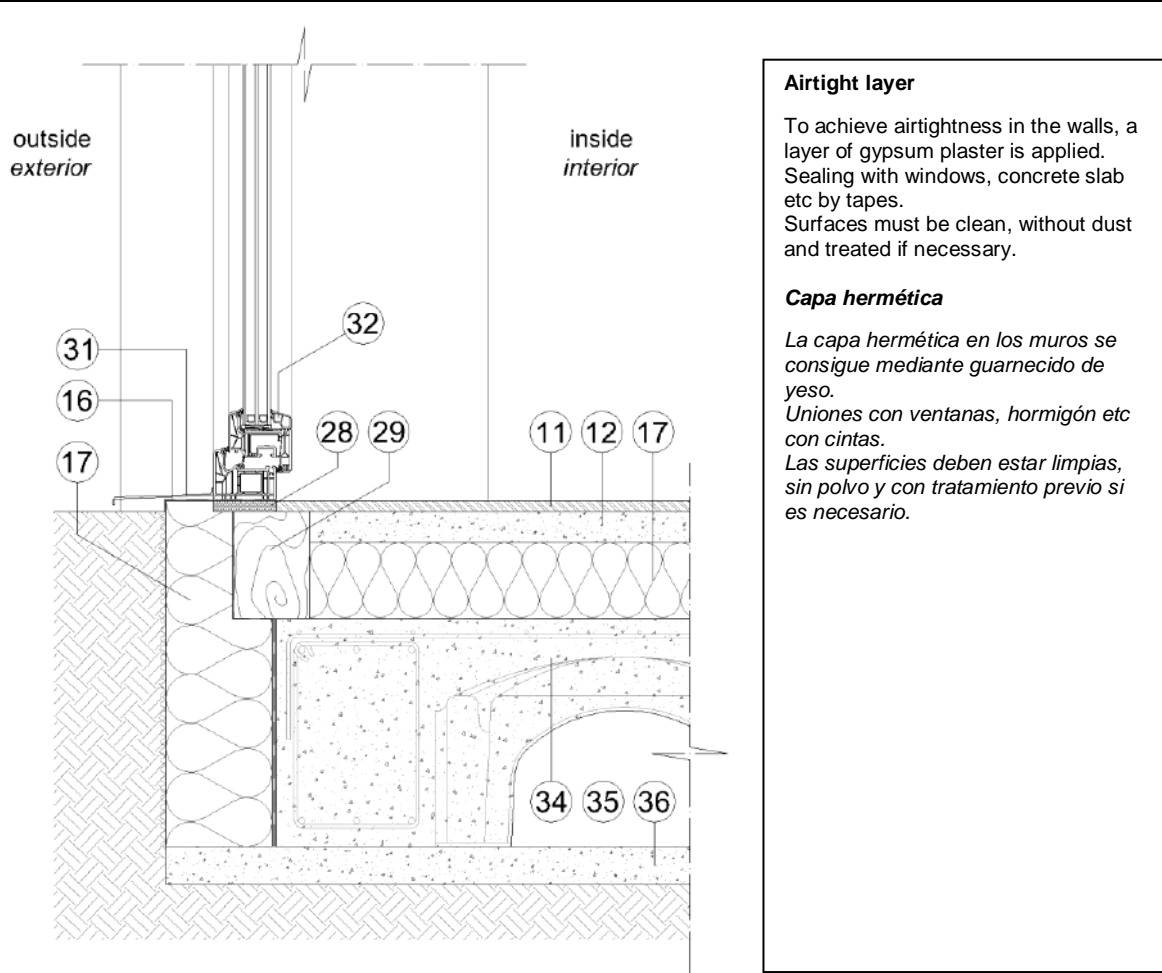 outside
exterior
inside
interior
31
32
16
28 29 11 12 17
17
34 35 36
Airtight layer
To achieve airtightness in the walls, a
layer of gypsum plaster is applied.
Sealing with windows, concrete slab
etc by tapes.
Surfaces must be clean, without dust
and treated if necessary.
Capa hermética
La capa hermética en los muros se
consigue mediante guarnecido de
yeso.
Uniones con ventanas, hormigón etc
con cintas.
Las superficies deben estar limpias,
sin polvo y con tratamiento previo si
es necesario.